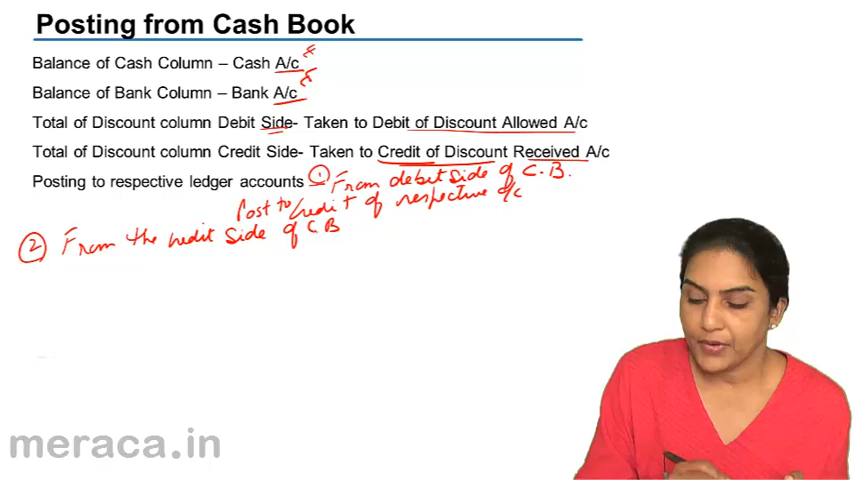 Posting from Cash Book
Balance of Cash Column – Cash A/c
Balance of Bank Column – Bank A/c
Total of Discount column Debit Side- Taken to Debit of Discount Allowed A/c
Total of Discount column Credit Side- Taken to Credit of Discount Received A/c
Posting to respective ledger accounts ① From debit side of C.B.
Post to credit of respective a/c
② From the credit side of CB
meraca.in